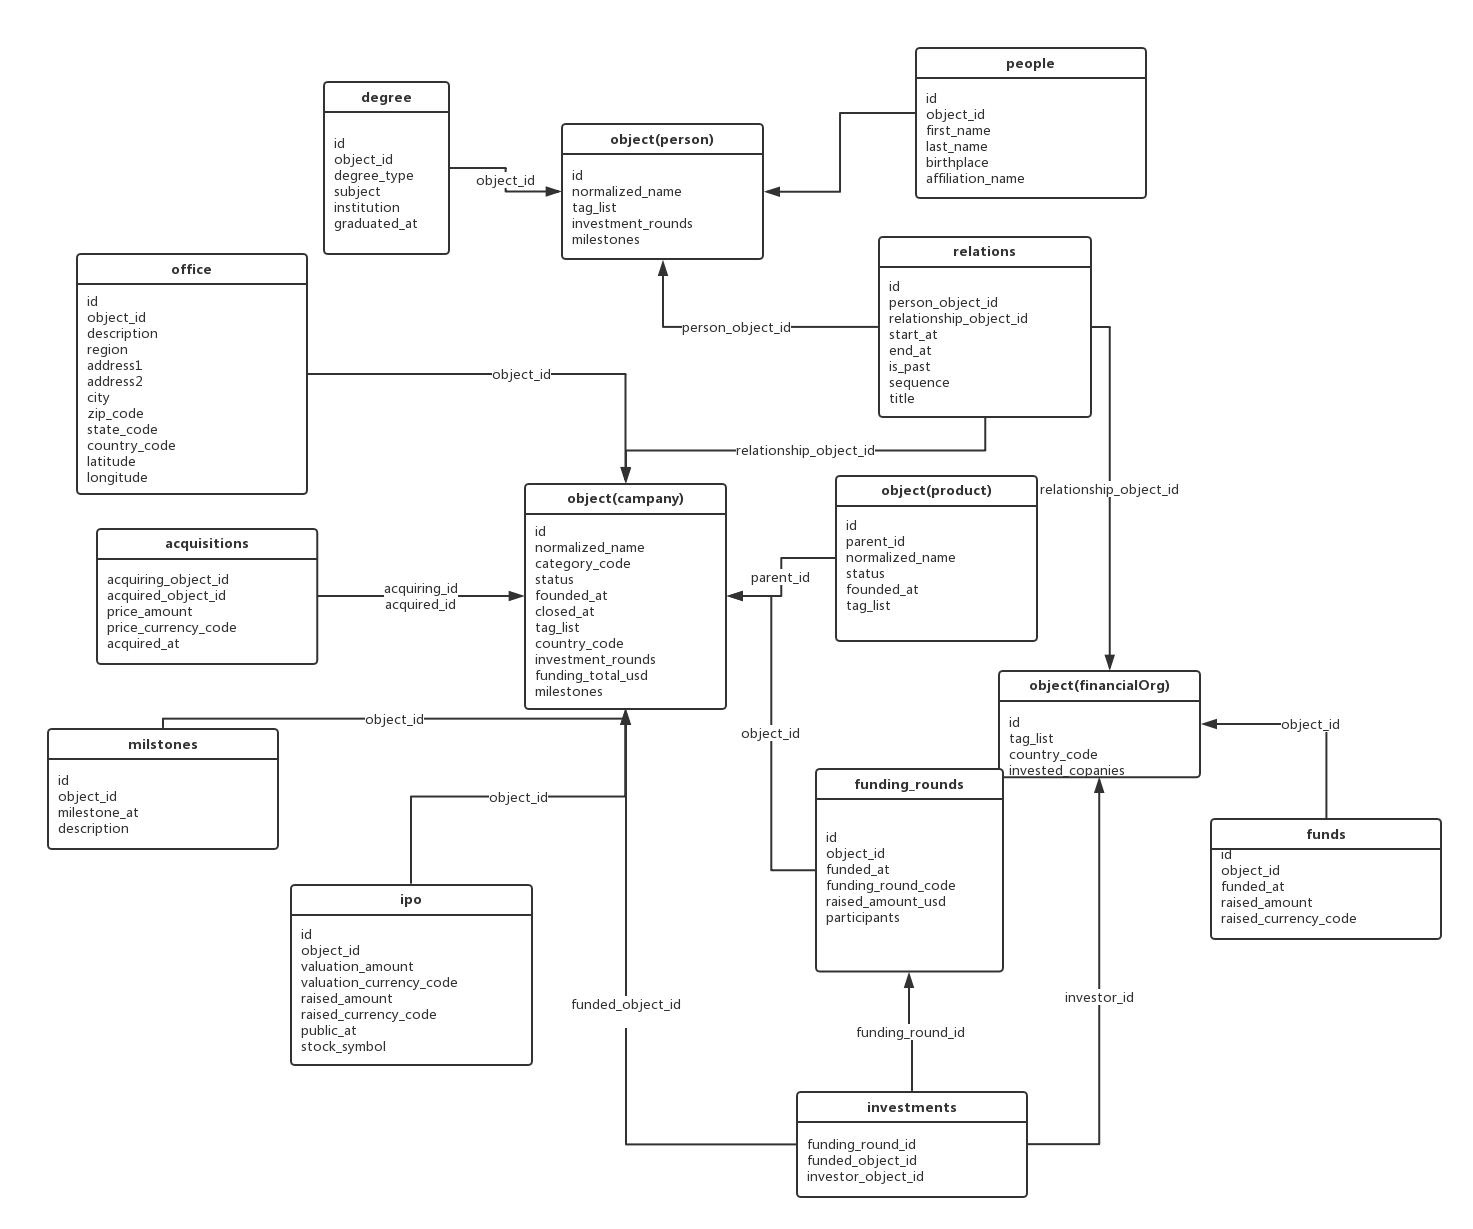 people
id
object_id
first_name
last_name
birthplace
affiliation_name
degree
id
object_id
degree_type
subject
institution
graduated_at
object_id
object(person)
id
normalized_name
tag_list
investment_rounds
milestones
relations
id
person_object_id
relationship_object_id
start_at
end_at
is_past
sequence
title
person_object_id
office
id
object_id
description
region
address1
address2
city
zip_code
state_code
country_code
latitude
longitude
object_id
relationship_object_id
relationship_object_id
object(campany)
id
normalized_name
category_code
status
founded_at
closed_at
tag_list
country_code
investment_rounds
funding_total_usd
milestones
object(product)
id
parent_id
normalized_name
status
founded_at
tag_list
parent_id
acquisitions
acquiring_object_id
acquired_object_id
price_amount
price_currency_code
acquired_at
acquiring_id
acquired_id
object(financialOrg)
id
tag_list
country_code
invested_copanies
object_id
object_id
object_id
milstones
id
object_id
milestone_at
description
object_id
funding_rounds
id
object_id
funded_at
funding_round_code
raised_amount_usd
participants
funds
id
object_id
funded_at
raised_amount
raised_currency_code
ipo
id
object_id
valuation_amount
valuation_currency_code
raised_amount
raised_currency_code
public_at
stock_symbol
funded_object_id
investor_id
funding_round_id
investments
funding_round_id
funded_object_id
investor_object_id